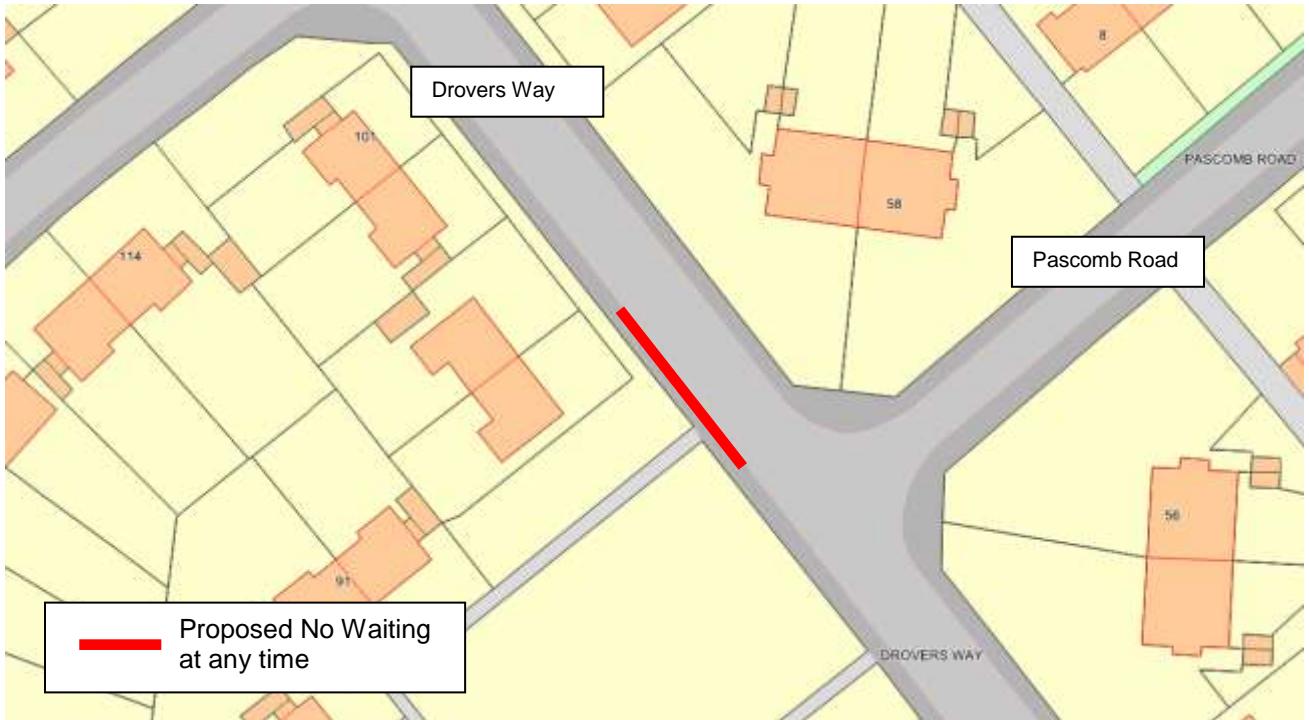 8
Drovers Way
101
PASCOMB ROAD
58
114
Pascomb Road
56
91
Proposed No Waiting
at any time
DROVERS WAY